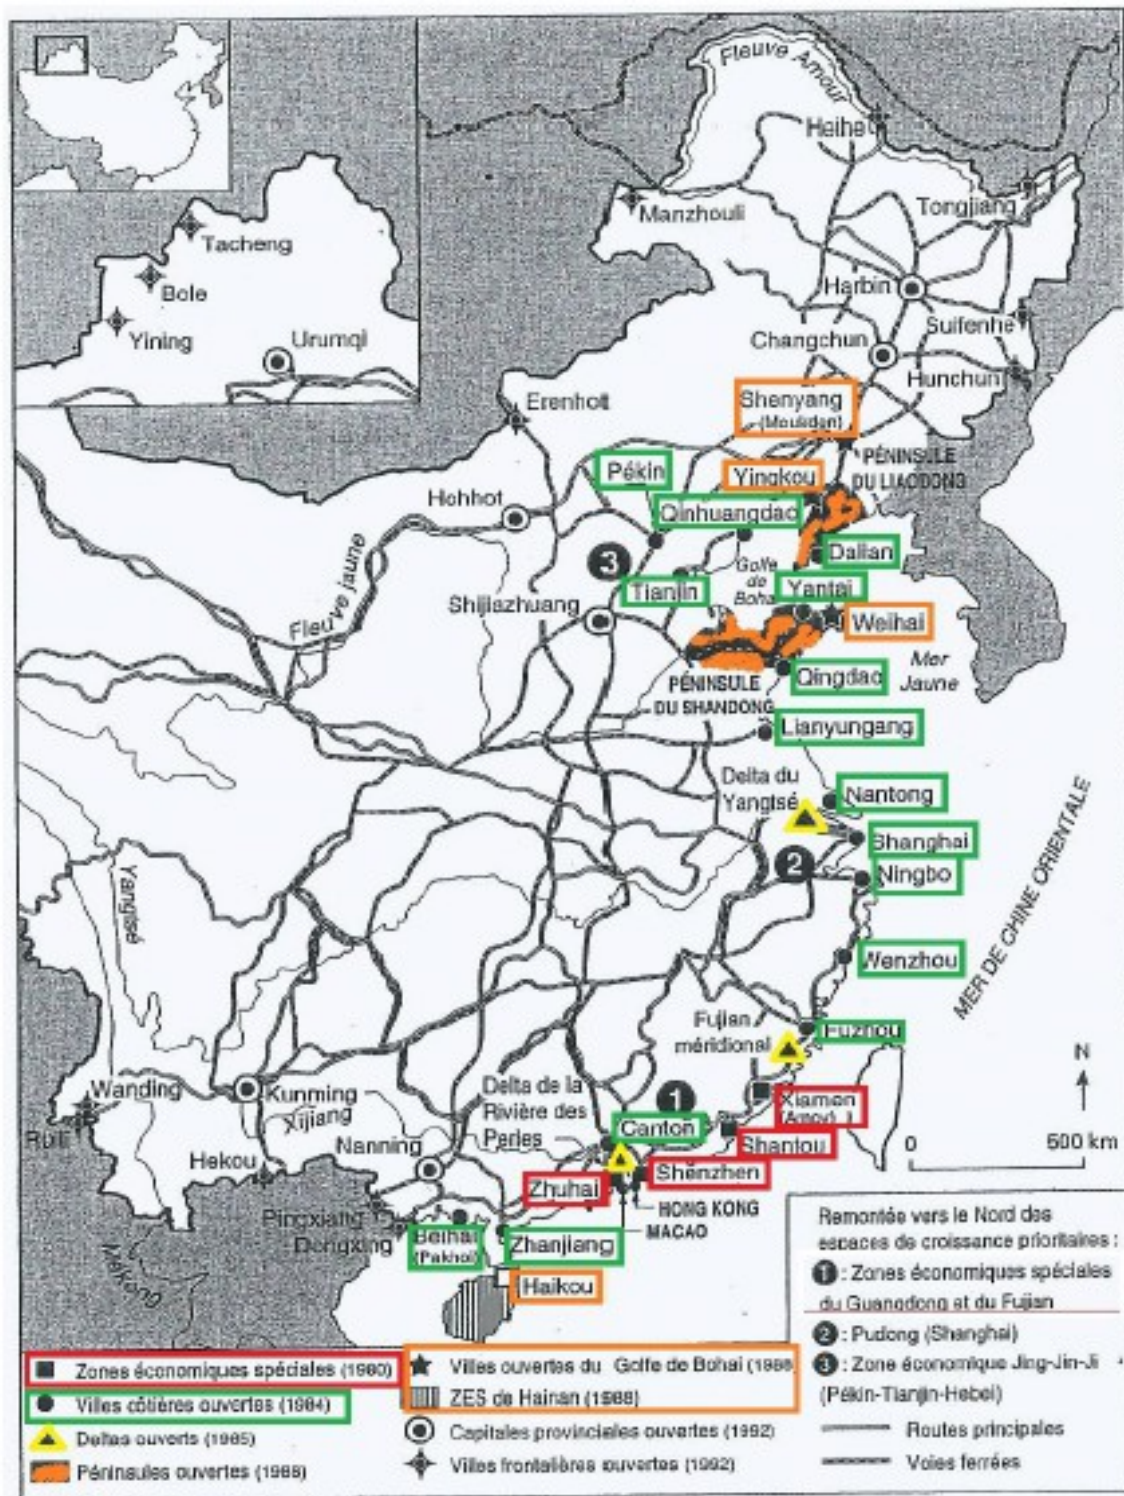 Fleuve Amour
Heihe
Manzhouli
Tongjiang
Tacheng
Bole
Yining
Urumqi
Harbin
Suifenhe
Changchun
Hunchun
Erenhott
Shenyang
(Moukden)
PÉNINSULE
DU LIAODONG
Pékin
Yingkou
Hohhot
Qinhuangdao
3
Golfe
de
Bohai
Dalian
Tianjin
Yantai
Fleuve jaune
Shijiazhuang
Weihai
Mer
Jaune
Qingdao
PÉNINSULE
DU SHANDONG
Lianyungang
Delta du
Yangtsé
Nantong
Shanghai
2
Ningbo
Yangtsé
Wenzhou
MER DE CHINE ORIENTALE
Fujian
méridional
Fuzhou
N
Wanding
Kunming
Xijiang
Delta de la
Rivière des
Perles
1
Canton
Xiamen
(Amoy)
Shantou
0 500 km
Ruili
Nanning
Hekou
Zhuhai
Shenzhen
HONG KONG
MACAO
Pingxiang
Dongxing
Beihai
(Pakhoi)
Zhanjiang
Mékong
Haikou
Remontée vers le Nord des
espaces de croissance prioritaires :
1 : Zones économiques spéciales
du Guangdong et du Fujian
2 : Pudong (Shanghai)
3 : Zone économique Jing-Jin-Ji
(Pékin-Tianjin-Hebei)
Routes principales
Voies ferrées
Zones économiques spéciales (1980)
Villes côtières ouvertes (1984)
Deltas ouverts (1985)
Péninsules ouvertes (1988)
Villes ouvertes du Golfe de Bohai (1988
ZES de Hainan (1988)
Capitales provinciales ouvertes (1992)
Villes frontalières ouvertes (1992)